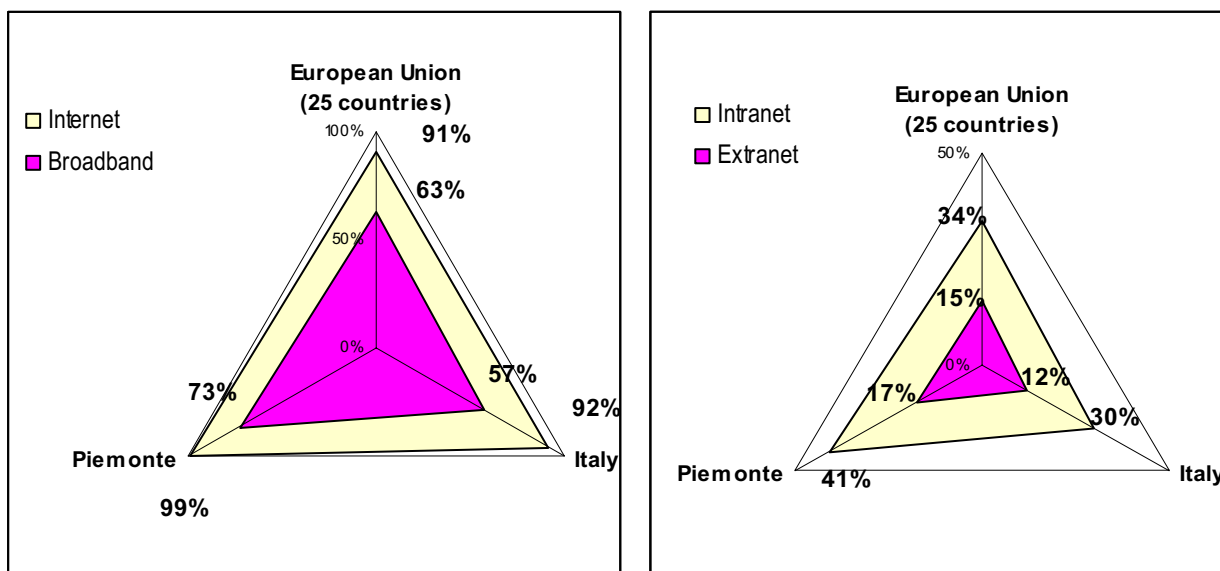 European Union
(25 countries)
Internet
Broadband
100%
91%
63%
50%
0%
57%
73%
92%
Piemonte
Italy
99%
European Union
(25 countries)
Intranet
Extranet
50%
34%
15%
0%
12%
17%
30%
Piemonte
Italy
41%